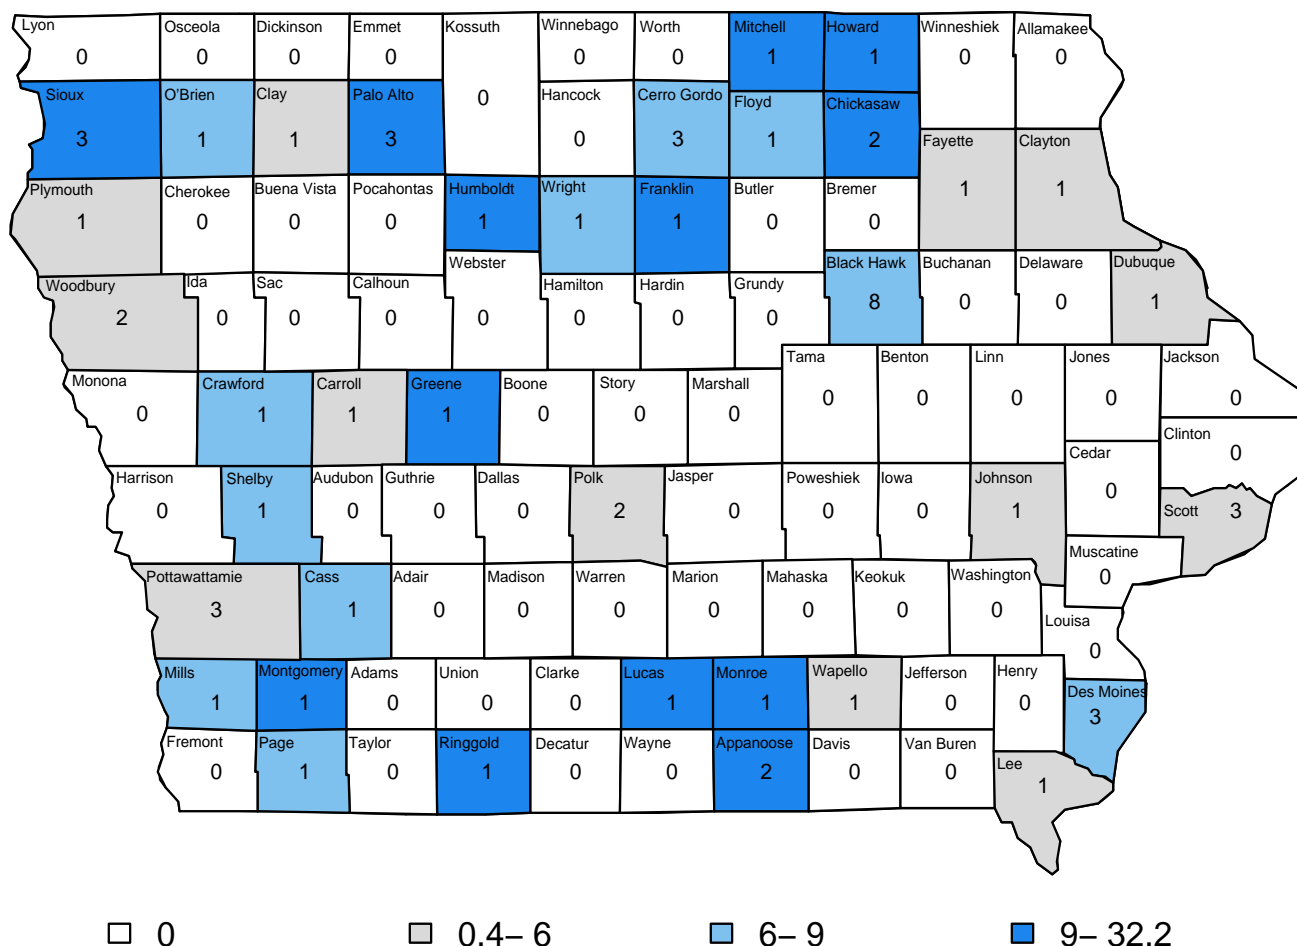 Lyon Osceola Dickinson Emmet Kossuth Winnebago Worth Mitchell Howard Winneshiek Allamakee
0 0 0 0 0 0 1 1 0 0
Sioux O'Brien Clay Palo Alto 0 Hancock Cerro Gordo Floyd Chickasaw
3 1 1 3 0 3 1 2
Fayette Clayton
1 1
Plymouth Cherokee Buena Vista Pocahontas Humboldt Wright Franklin Butler Bremer
1 0 0 0 1 1 1 0 0
Webster Black Hawk Buchanan Delaware Dubuque
Woodbury Ida Sac Calhoun Hamilton Hardin Grundy
2 0 0 0 0 0 0 0 8 0 0 1
Tama Benton Linn Jones Jackson
0 0 0 0 0
Monona Crawford Carroll Greene Boone Story Marshall
0 1 1 1 0 0 0
Clinton
0
Cedar
0
Harrison Shelby Audubon Guthrie Dallas Polk Jasper Poweshiek Iowa Johnson
0 1 0 0 0 2 0 0 0 1
Scott 3
Muscatine
0
Pottawattamie Cass Adair Madison Warren Marion Mahaska Keokuk Washington
3 1 0 0 0 0 0 0 0
Louisa
0
Mills Montgomery Adams Union Clarke Lucas Monroe Wapello Jefferson Henry
1 1 0 0 0 1 1 1 0 0
Des Moines
3
Fremont Page Taylor Ringgold Decatur Wayne Appanoose Davis Van Buren
0 1 0 1 0 0 2 0 0
Lee
1
0 0.4– 6 6– 9 9– 32.2